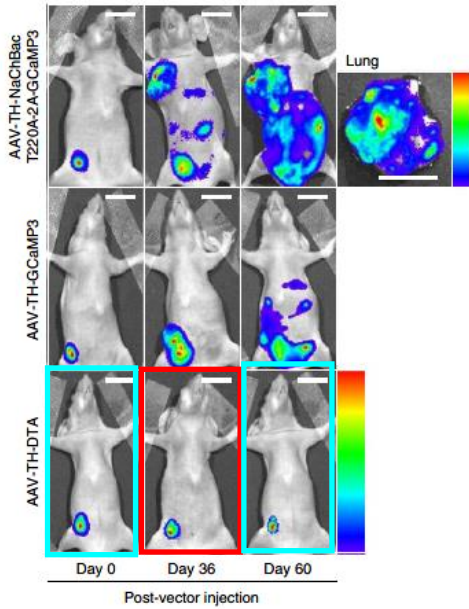 AAV-TH-NaChBac
T220A-2A-GCaMP3
Lung
AAV-TH-GCaMP3
AAV-TH-DTA
Day 0 Day 36 Day 60
Post-vector injection